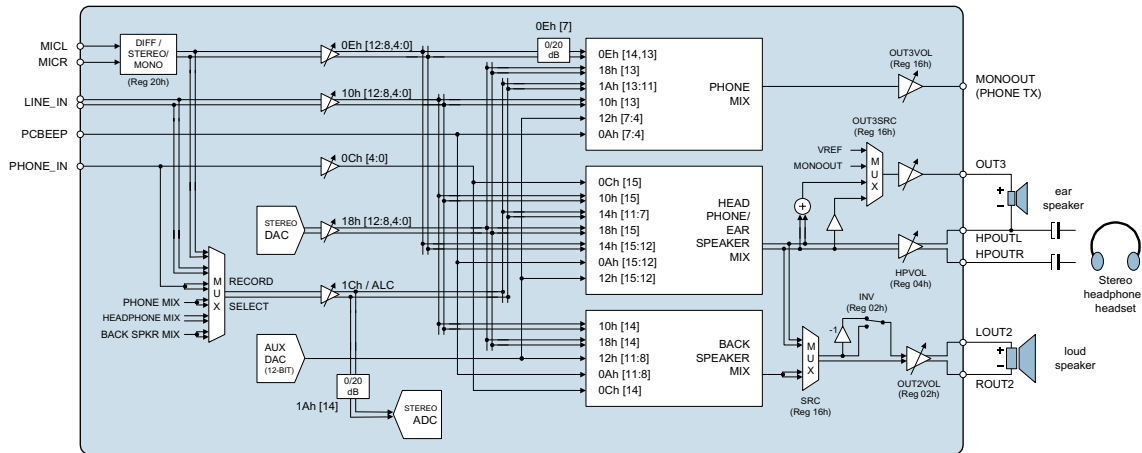 0Eh [7]
MICL
MICR
DIFF /
STEREO/
MONO
(Reg 20h)
0Eh [12:8,4:0]
0/20
dB
LINE_IN
10h [12:8,4:0]
PCBEEP
PHONE_IN
0Ch [4:0]
0Eh [14,13]
18h [13]
1Ah [13:11]
10h [13]
12h [7:4]
0Ah [7:4]
PHONE
MIX
OUT3VOL
(Reg 16h)
MONOOUT
(PHONE TX)
OUT3SRC
(Reg 16h)
VREF
MONOOUT
M
U
X
OUT3
+
−
ear
speaker
STEREO
DAC
18h [12:8,4:0]
0Ch [15]
10h [15]
14h [11:7]
18h [15]
14h [15:12]
0Ah [15:12]
12h [15:12]
HEAD
PHONE/
EAR
SPEAKER
MIX
+
HPVOL
(Reg 04h)
HPOUTL
HPOUTR
Stereo
headphone
headset
M
U
X
RECORD
SELECT
1Ch / ALC
PHONE MIX
HEADPHONE MIX
BACK SPKR MIX
AUX
DAC
(12-BIT)
0/20
dB
1Ah [14]
STEREO
ADC
10h [14]
18h [14]
12h [11:8]
0Ah [11:8]
0Ch [14]
BACK
SPEAKER
MIX
M
U
X
SRC
(Reg 16h)
INV
(Reg 02h)
-1
OUT2VOL
(Reg 02h)
LOUT2
+
−
ROUT2
loud
speaker